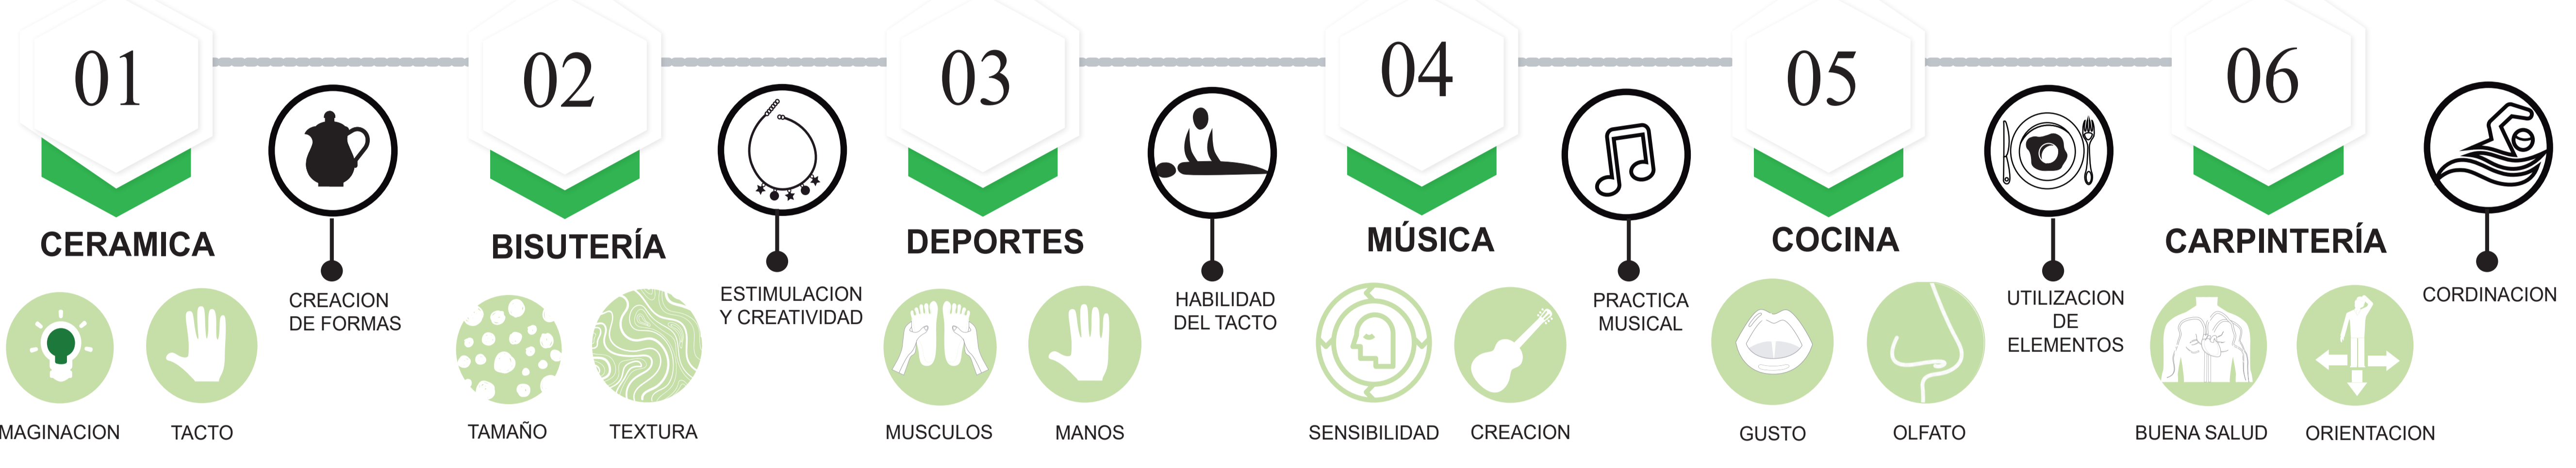 01
CERAMICA
CREACION
DE FORMAS
MAGINACION
TACTO
02
BISUTERÍA
ESTIMULACION
Y CREATIVIDAD
TAMAÑO
TEXTURA
03
DEPORTES
HABILIDAD
DEL TACTO
MUSCULOS
MANOS
04
MÚSICA
PRACTICA
MUSICAL
SENSIBILIDAD
CREACION
05
COCINA
UTILIZACION
DE
ELEMENTOS
GUSTO
OLFATO
06
CARPINTERÍA
CORDINACION
BUENA SALUD
ORIENTACION